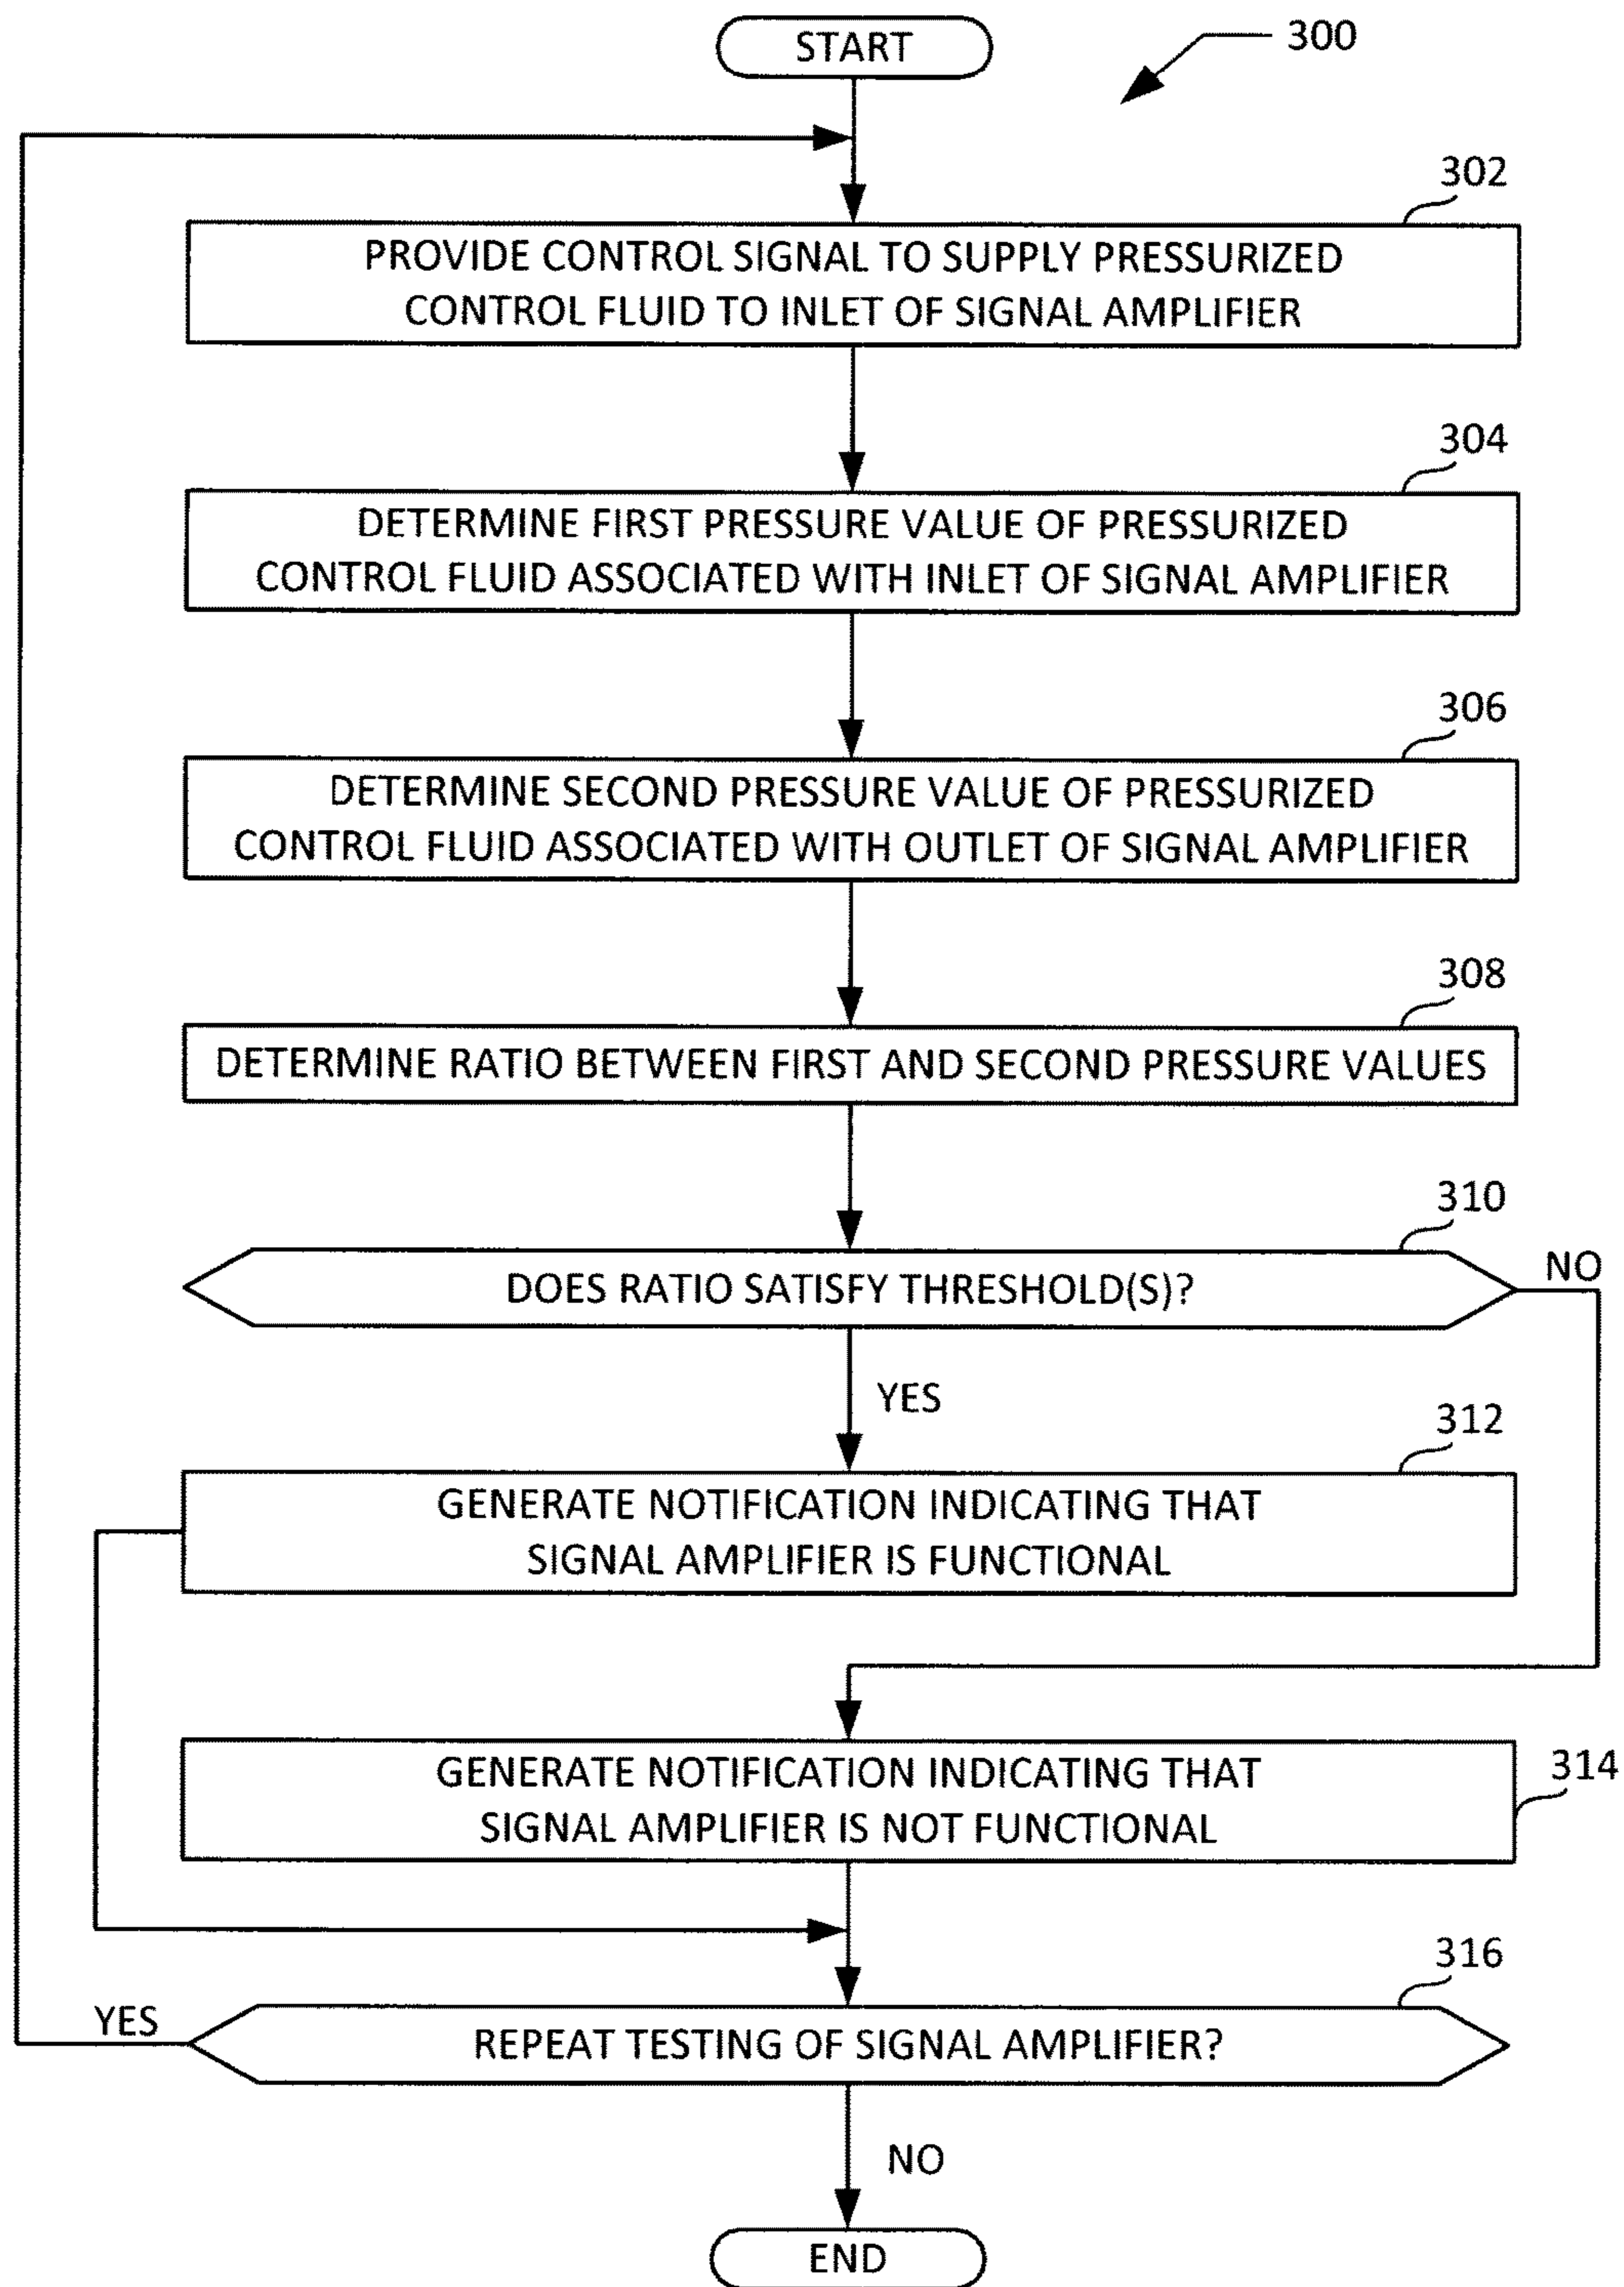 START
300
302
PROVIDE CONTROL SIGNAL TO SUPPLY PRESSURIZED
CONTROL FLUID TO INLET OF SIGNAL AMPLIFIER
304
DETERMINE FIRST PRESSURE VALUE OF PRESSURIZED
CONTROL FLUID ASSOCIATED WITH INLET OF SIGNAL AMPLIFIER
306
DETERMINE SECOND PRESSURE VALUE OF PRESSURIZED
CONTROL FLUID ASSOCIATED WITH OUTLET OF SIGNAL AMPLIFIER
308
DETERMINE RATIO BETWEEN FIRST AND SECOND PRESSURE VALUES
310
NO
DOES RATIO SATISFY THRESHOLD(S)?
YES
312
GENERATE NOTIFICATION INDICATING THAT
SIGNAL AMPLIFIER IS FUNCTIONAL
314
GENERATE NOTIFICATION INDICATING THAT
SIGNAL AMPLIFIER IS NOT FUNCTIONAL
316
YES
REPEAT TESTING OF SIGNAL AMPLIFIER?
NO
END